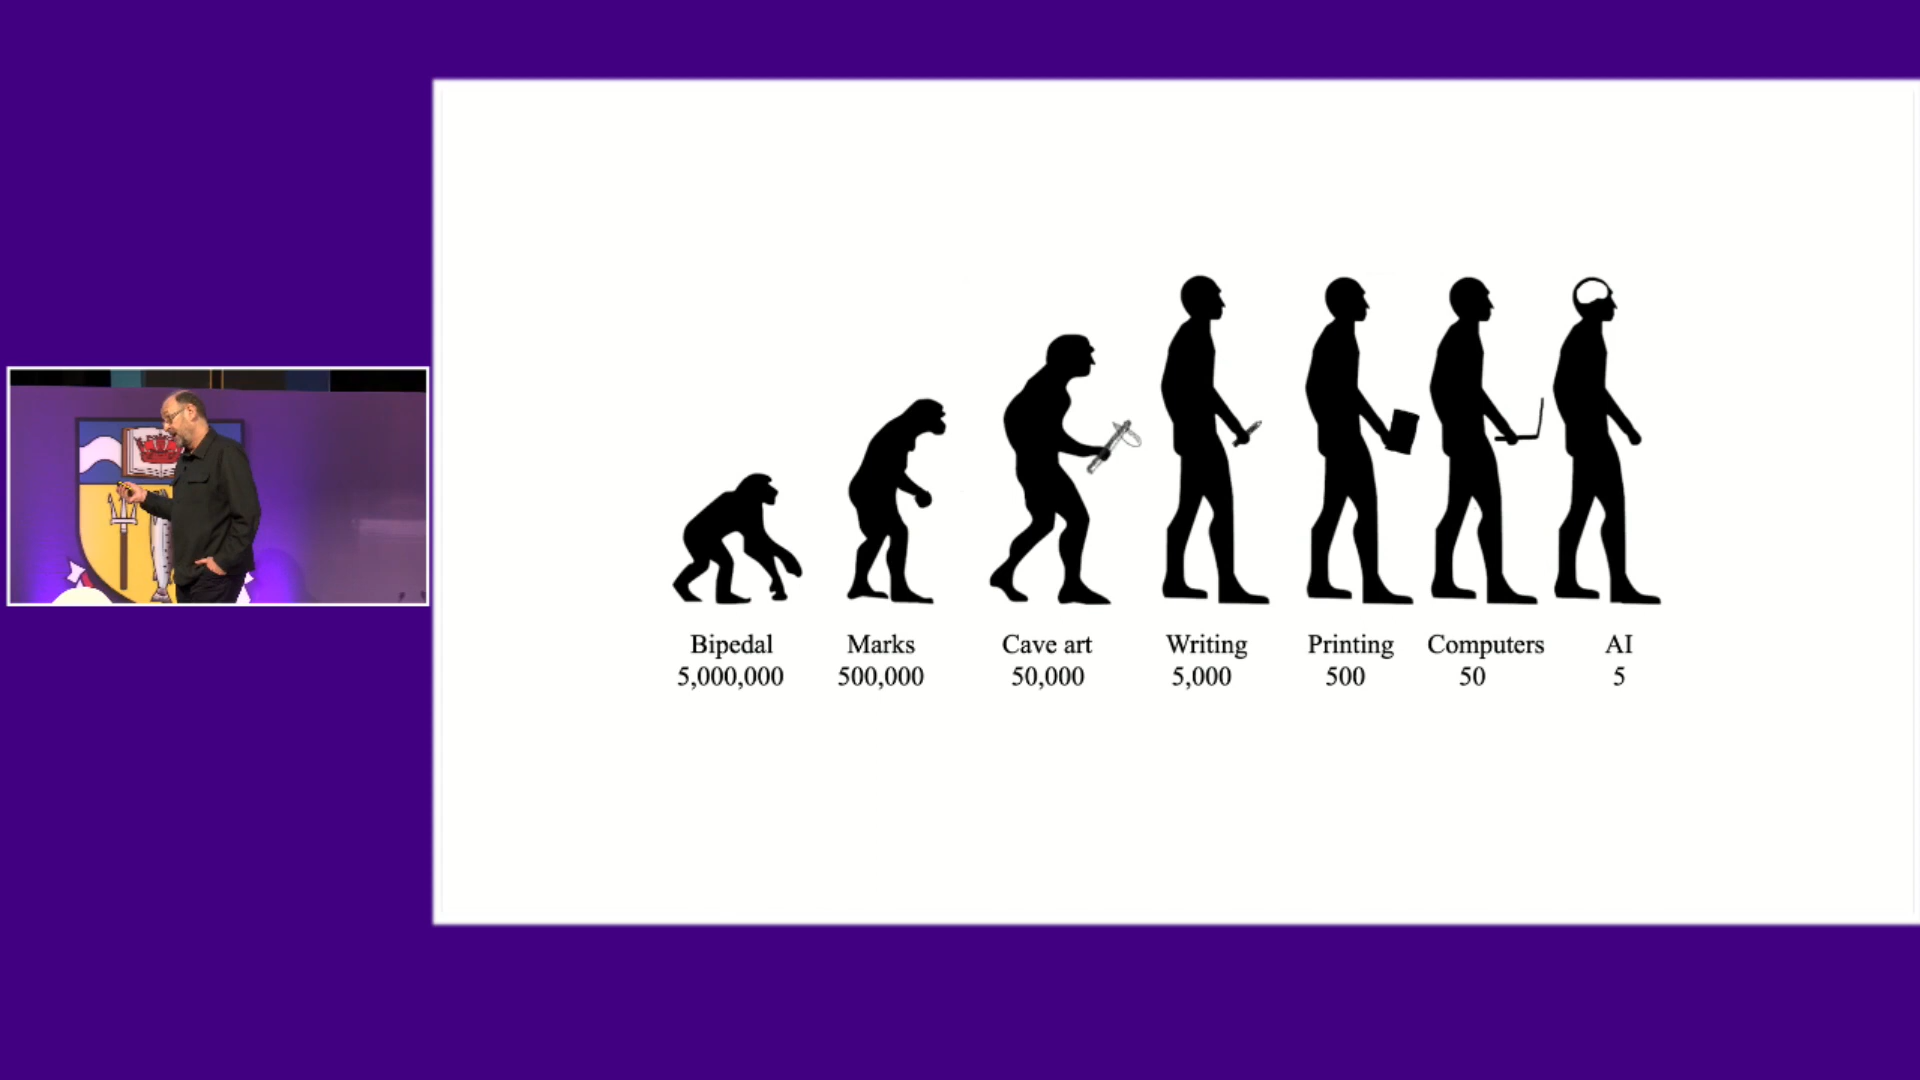 Bipedal
5,000,000
Marks
500,000
Cave art
50,000
Writing
5,000
Printing
500
Computers
50
AI
5